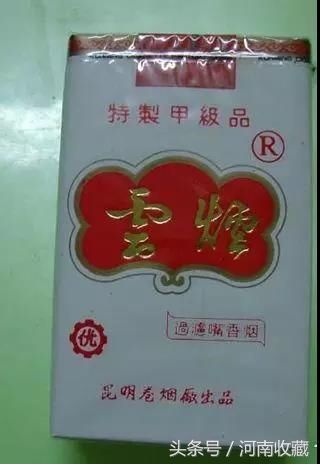 特製甲級品
®
雲煙
優
過濾嘴香烟
昆明卷烟廠出品
头条号／河南收藏